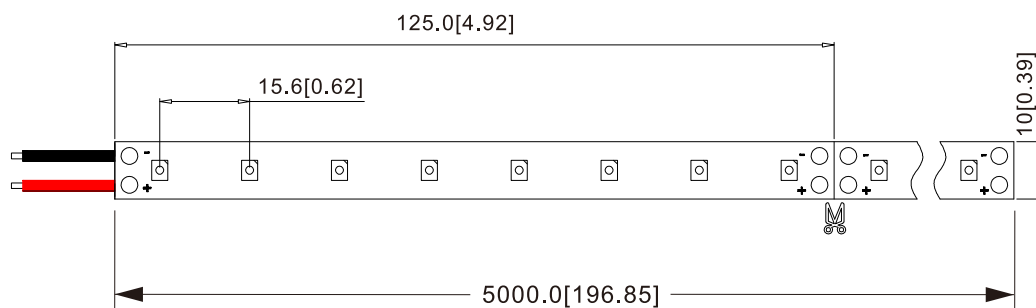 125.0[4.92]
15.6[0.62]
10[0.39]
- - - -
+ + + +
5000.0[196.85]